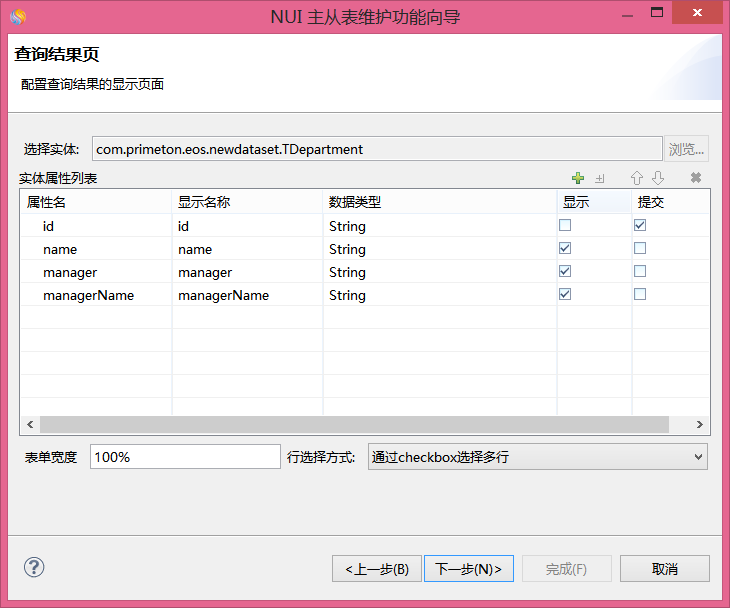 NUI 主从表维护功能向导
查询结果页
配置查询结果的显示页面
选择实体: com.primeton.eos.newdataset.TDepartment 浏览...
实体属性列表
属性名 显示名称 数据类型 显示 提交
id id String
name name String
manager manager String
managerName managerName String
表单宽度 100% 行选择方式: 通过checkbox选择多行
<上一步(B) 下一步(N)> 完成(F) 取消